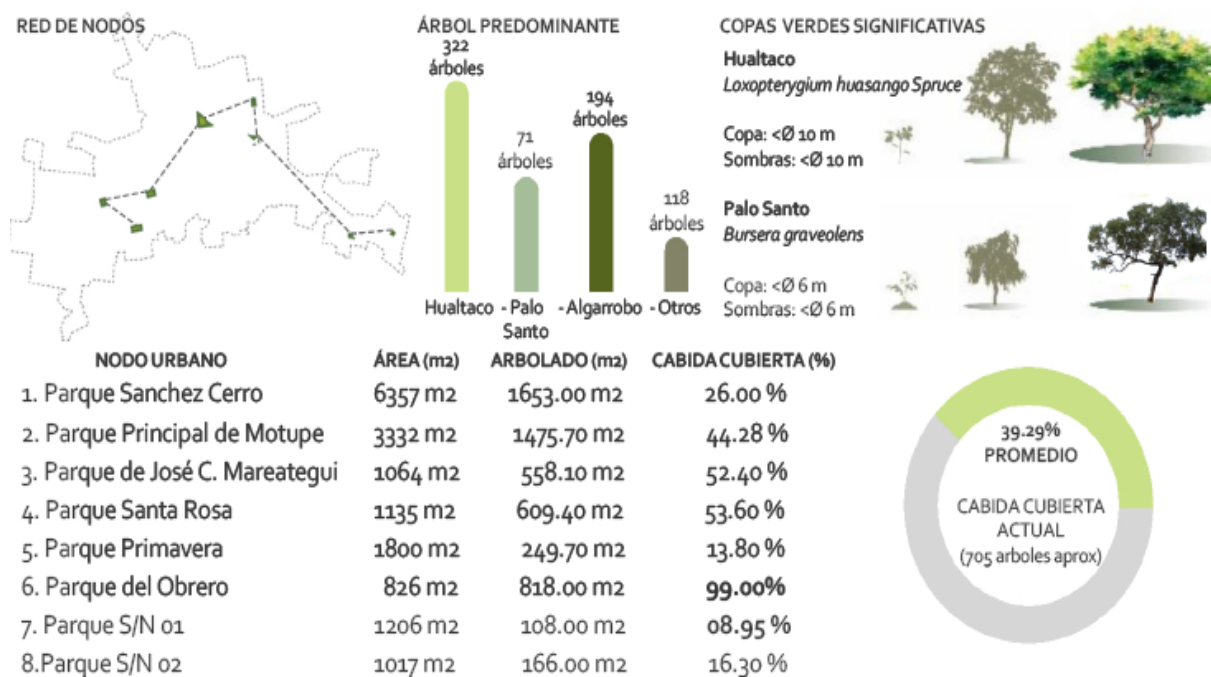 RED DE NODOS
ÁRBOL PREDOMINANTE
322
árboles
71
árboles
194
árboles
118
árboles
Hualtaco - Palo - Algarrobo - Otros
Santo
COPAS VERDES SIGNIFICATIVAS
Hualtaco
Loxopterygium huasango Spruce
Copa: <Ø 10 m
Sombras: <Ø 10 m
Palo Santo
Bursera graveolens
Copa: <Ø 6 m
Sombras: <Ø 6 m
NODO URBANO ÁREA (m2) ARBOLADO (m2) CABIDA CUBIERTA (%)
1. Parque Sanchez Cerro 6357 m2 1653.00 m2 26.00 %
2. Parque Principal de Motupe 3332 m2 1475.70 m2 44.28 %
3. Parque de José C. Mareategui 1064 m2 558.10 m2 52.40 %
4. Parque Santa Rosa 1135 m2 609.40 m2 53.60 %
5. Parque Primavera 1800 m2 249.70 m2 13.80 %
6. Parque del Obrero 826 m2 818.00 m2 99.00%
7. Parque S/N 01 1206 m2 108.00 m2 08.95 %
8.Parque S/N 02 1017 m2 166.00 m2 16.30 %
39.29%
PROMEDIO
CABIDA CUBIERTA
ACTUAL
(705 arboles aprox)